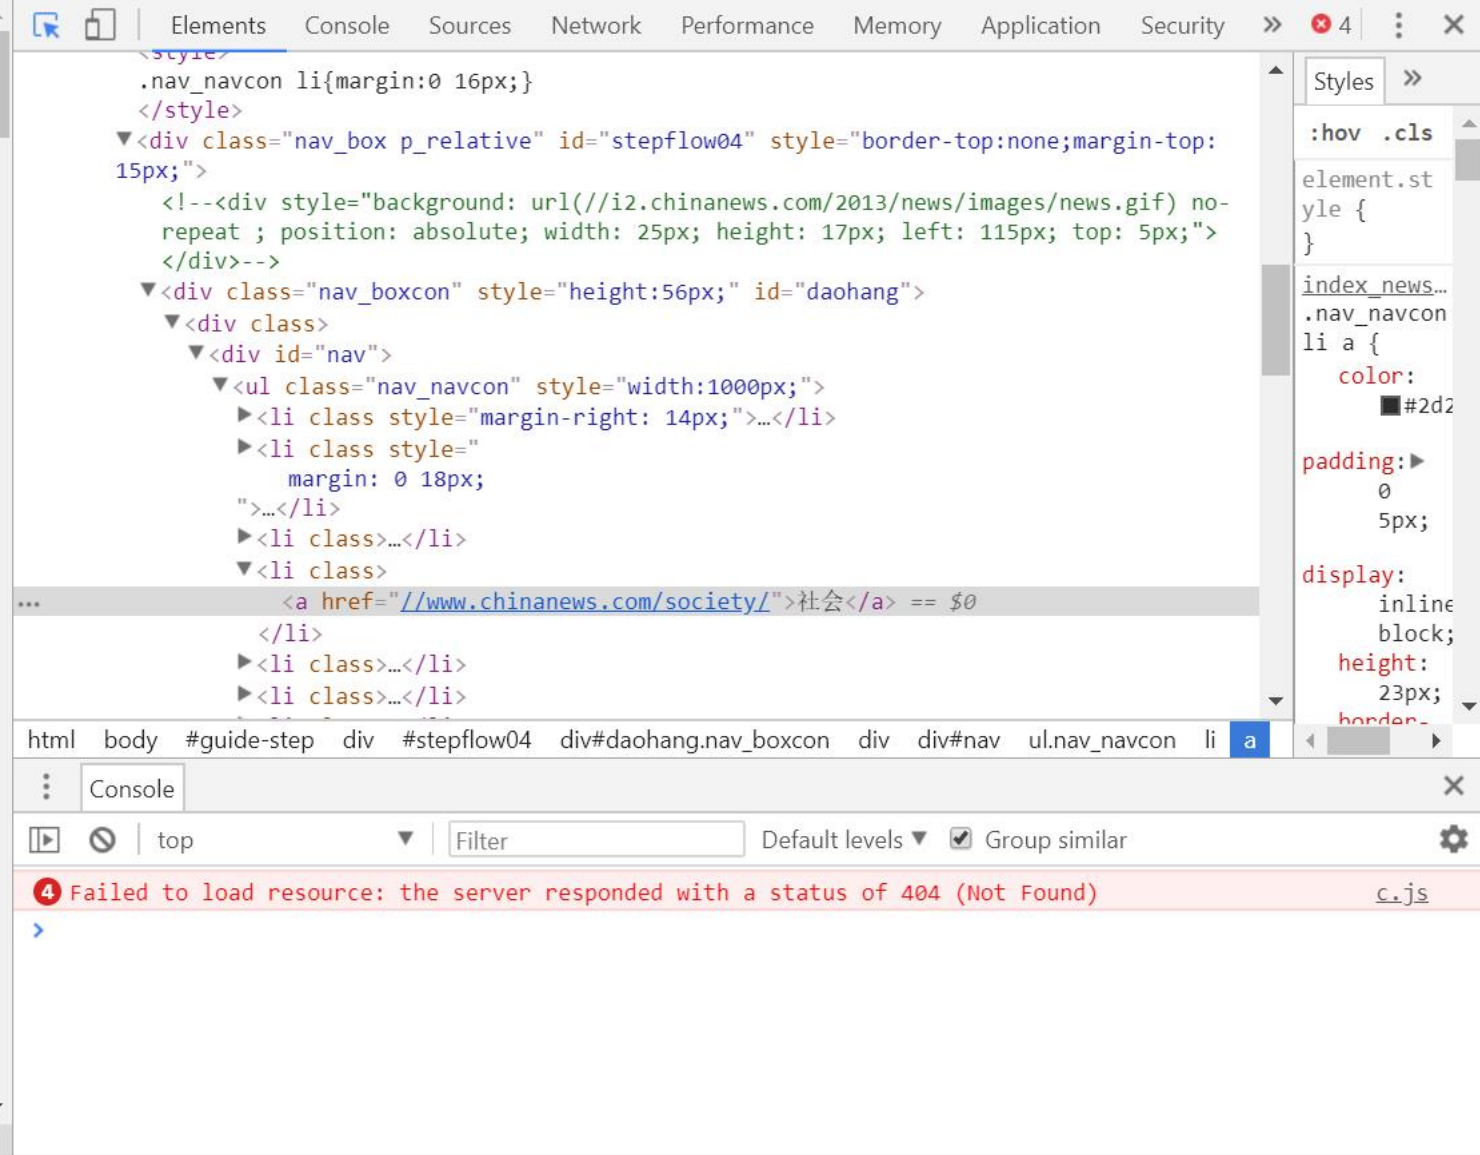 Elements Console Sources Network Performance Memory Application Security » 4
<style>
.nav_navcon li{margin:0 16px;}
</style>
▼<div class="nav_box p_relative" id="stepflow04" style="border-top:none;margin-top:
15px;">
<!--<div style="background: url(//i2.chinanews.com/2013/news/images/news.gif) no-
repeat ; position: absolute; width: 25px; height: 17px; left: 115px; top: 5px;">
</div>-->
▼<div class="nav_boxcon" style="height:56px;" id="daohang">
▼<div class>
▼<div id="nav">
▼<ul class="nav_navcon" style="width:1000px;">
▶<li class style="margin-right: 14px;">…</li>
▶<li class style="
margin: 0 18px;
">…</li>
▶<li class>…</li>
▼<li class>
<a href="//www.chinanews.com/society/">社会</a> == $0
</li>
▶<li class>…</li>
▶<li class>…</li>
html body #guide-step div #stepflow04 div#daohang.nav_boxcon div div#nav ul.nav_navcon li a
Styles »
:hov .cls
element.st
yle {
}
index_news…
.nav_navcon
li a {
color:
#2d2
padding:▶
0
5px;
display:
inline
block;
height:
23px;
border-
Console
top Filter Default levels Group similar
4 Failed to load resource: the server responded with a status of 404 (Not Found) c.js